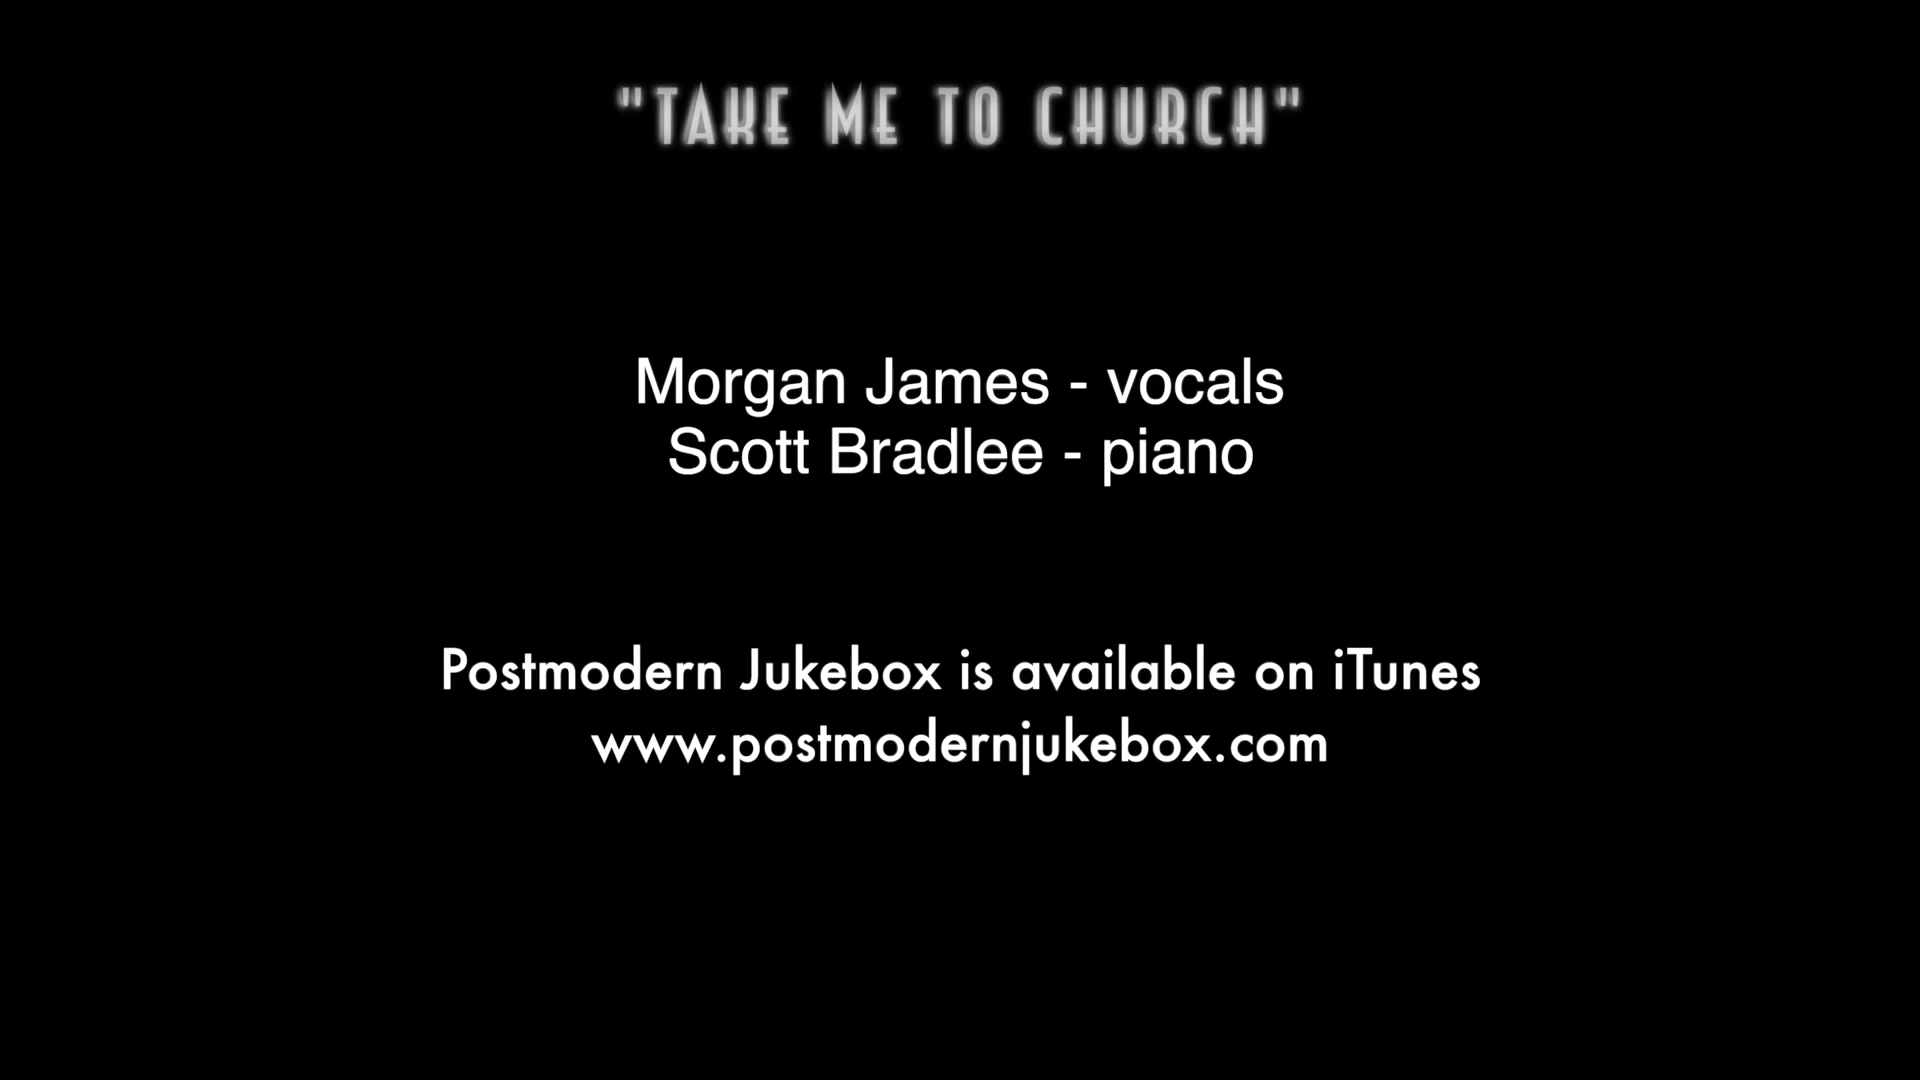 "TAKE ME TO CHURCH"
Morgan James - vocals
Scott Bradlee - piano
Postmodern Jukebox is available on iTunes
www.postmodernjukebox.com